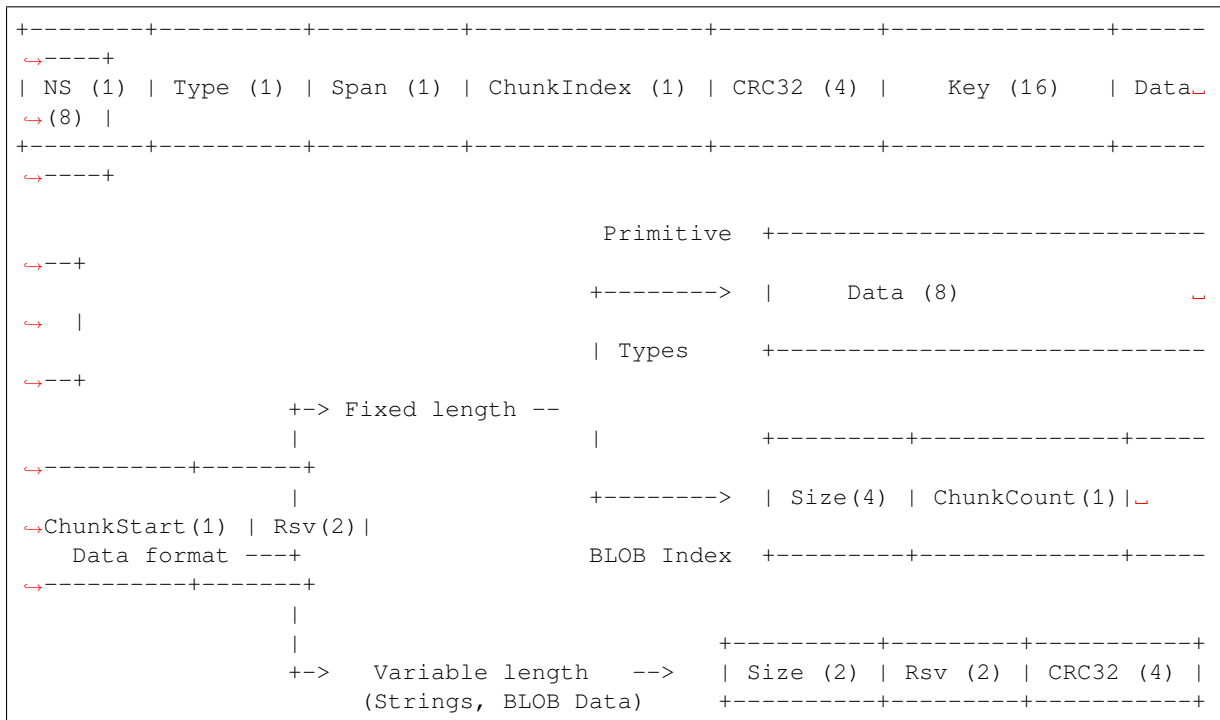 +--------+----------+----------+---------------+-----------+--------------+------
↪----+
| NS (1) | Type (1) | Span (1) | ChunkIndex (1) | CRC32 (4) |    Key (16)   | Data␣
↪(8) |
+--------+----------+----------+---------------+-----------+--------------+------
↪----+
Primitive  +-----------------------------
↪--+
+-------->  |     Data (8)                ␣
↪  |
| Types     +-----------------------------
↪--+
+-> Fixed length --
|                   |           +---------+--------------+-----
↪----------+-------+
|                   +-------->  | Size(4) | ChunkCount(1)|␣
↪ChunkStart(1) | Rsv(2)|
Data format ---+                   BLOB Index  +---------+--------------+-----
↪----------+-------+
|
|                            +----------+---------+-----------+
+->   Variable length   -->  | Size (2) | Rsv (2) | CRC32 (4) |
(Strings, BLOB Data)     +----------+---------+-----------+